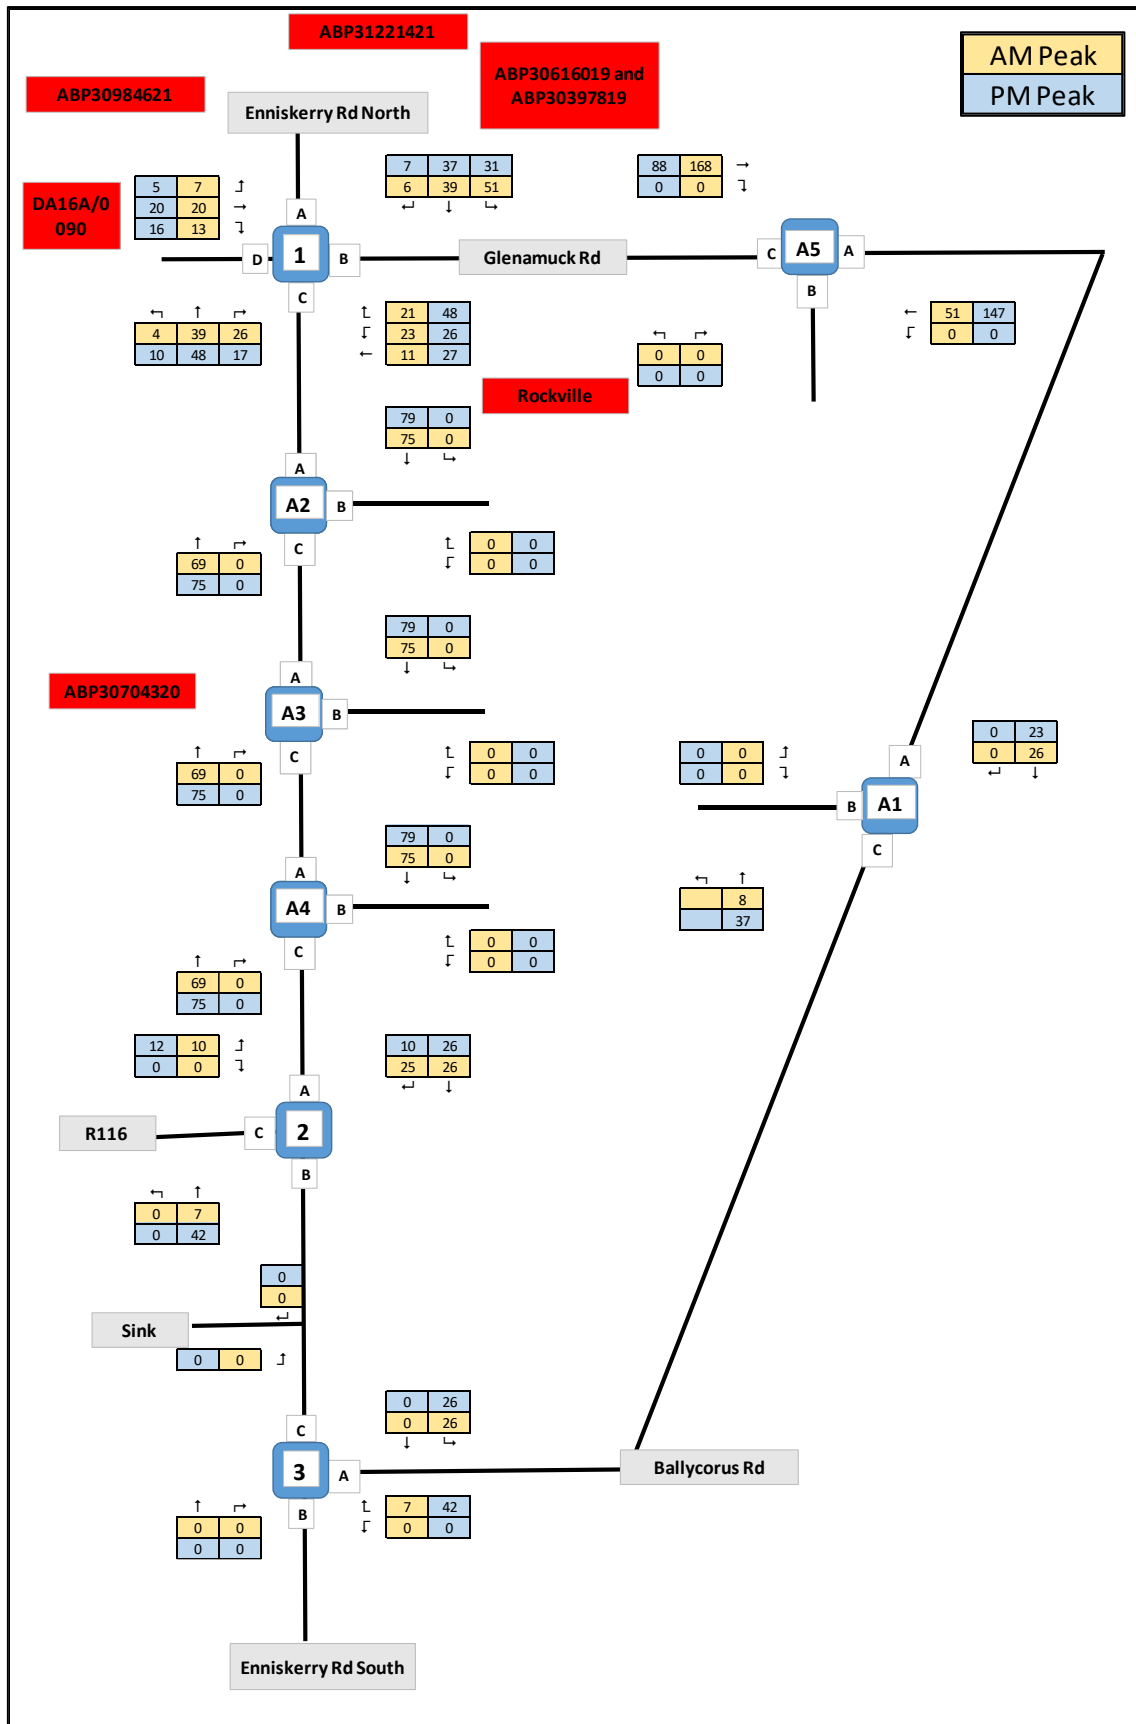 ABP31221421
AM Peak
PM Peak
ABP30616019 and
ABP30397819
ABP30984621
Enniskerry Rd North
7 37 31
6 39 51
↵ ↓ ↳
88 168 →
0 0 ↴
5 7 ↑
20 20 →
16 13 ↴
DA16A/0
090
A
D 1 B
C
Glenamuck Rd
C A5 A
B
← 51 147
↓ 0 0
↰ ↑ ↱
4 39 26
10 48 17
↑ 21 48
↓ 23 26
← 11 27
↰ ↱
0 0
0 0
Rockville
79 0
75 0
↓ ↳
A
A2 B
C
↑ ↱
69 0
75 0
↑ 0 0
↓ 0 0
79 0
75 0
↓ ↳
ABP30704320
A
A3 B
C
↑ ↱
69 0
75 0
↑ 0 0
↓ 0 0
0 0 ↑
0 0 ↴
0 23
0 26
↵ ↓
A
B A1
C
↰ ↑
8
37
79 0
75 0
↓ ↳
A
A4 B
C
↑ ↱
69 0
75 0
↑ 0 0
↓ 0 0
12 10 ↑
0 0 ↴
10 26
25 26
↵ ↓
A
R116
C 2
B
↰ ↑
0 7
0 42
0
0
↵
Sink
0 0 ↑
0 26
0 26
↓ ↳
C
3 A
B
Ballycorus Rd
↑ 7 42
↓ 0 0
↑ ↱
0 0
0 0
Enniskerry Rd South